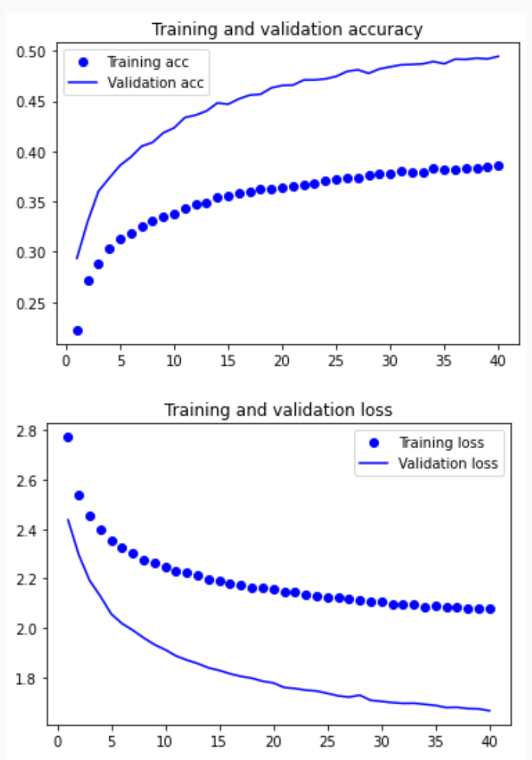 Training and validation accuracy
0.50
0.45
0.40
0.35
0.30
0.25
Training acc
Validation acc
0 5 10 15 20 25 30 35 40
Training and validation loss
2.8
2.6
2.4
2.2
2.0
1.8
Training loss
Validation loss
0 5 10 15 20 25 30 35 40